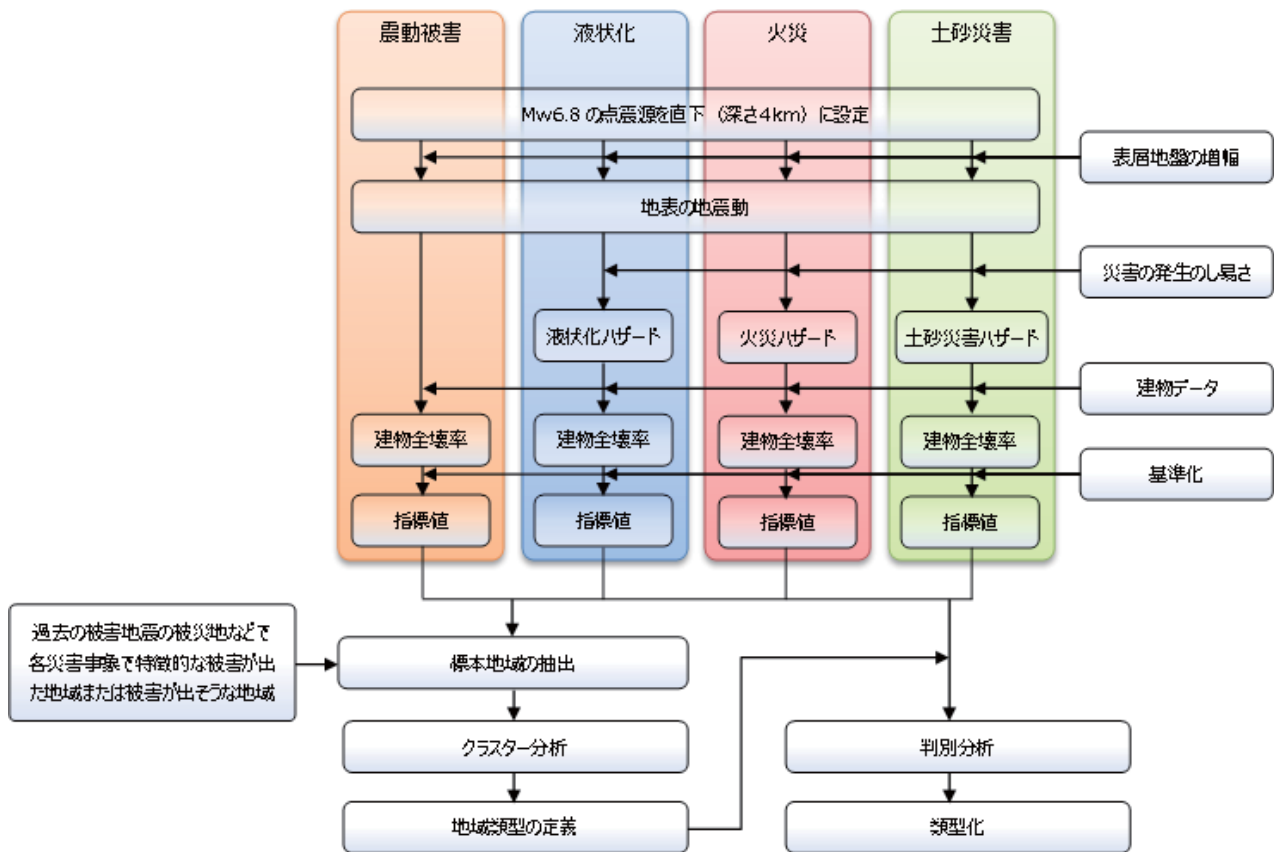 震動被害
液状化
火災
土砂災害
Mw6.8 の点震源を直下（深さ4km）に設定
表層地盤の増幅
地表の地震動
災害の発生のし易さ
液状化ハザード
火災ハザード
土砂災害ハザード
建物データ
建物全壊率
建物全壊率
建物全壊率
建物全壊率
基準化
指標値
指標値
指標値
指標値
過去の被害地震の被災地などで
各災害事象で特徴的な被害が出
た地域または被害が出そうな地域
標本地域の抽出
クラスター分析
判別分析
地域類型の定義
類型化